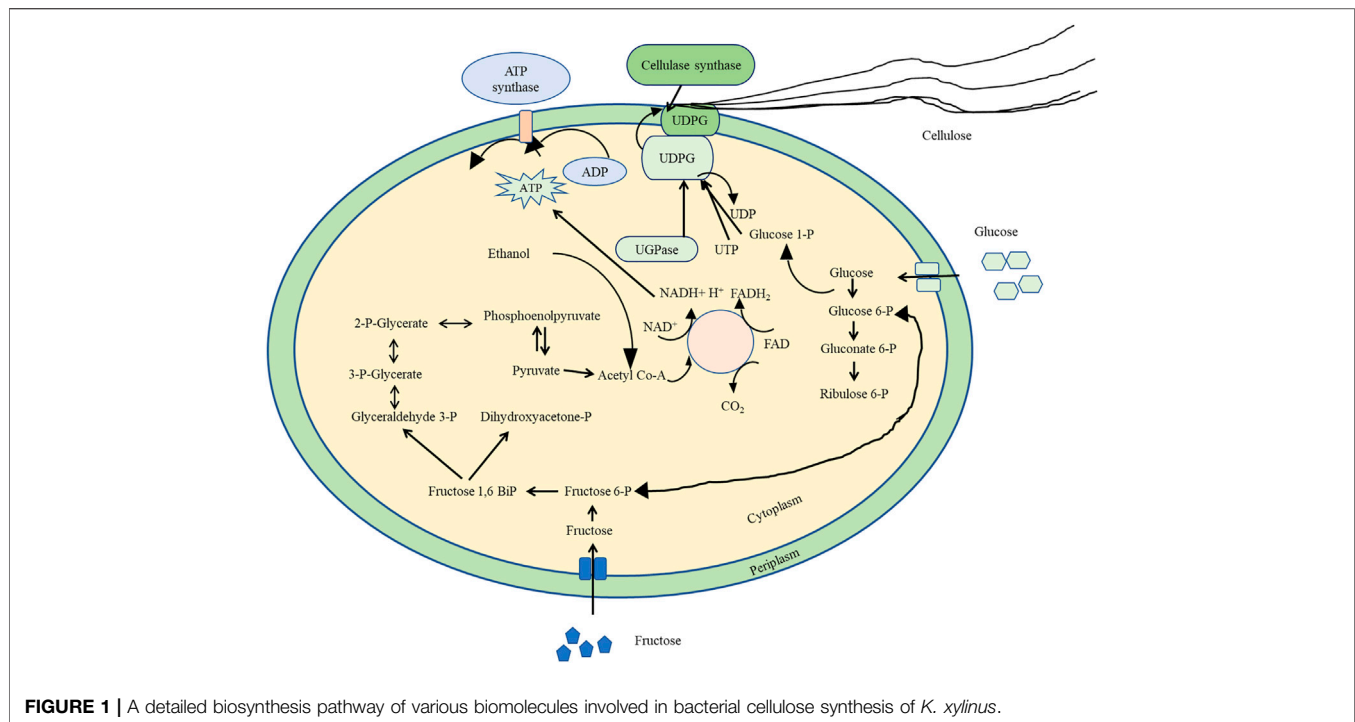 ATP
synthase
Cellulase synthase
UDPG
Cellulose
UDPG
ADP
ATP
UDP
Glucose 1-P
UGPase
UTP
Ethanol
Glucose
Glucose
NADH+ H⁺ FADH₂
Glucose 6-P
2-P-Glycerate
Phosphoenolpyruvate
NAD⁺
FAD
Gluconate 6-P
3-P-Glycerate
Pyruvate
Acetyl Co-A
Ribulose 6-P
CO₂
Glyceraldehyde 3-P
Dihydroxyacetone-P
Fructose 1,6 BiP
Fructose 6-P
Cytoplasm
Fructose
Periplasm
Fructose
FIGURE 1 | A detailed biosynthesis pathway of various biomolecules involved in bacterial cellulose synthesis of K. xylinus.